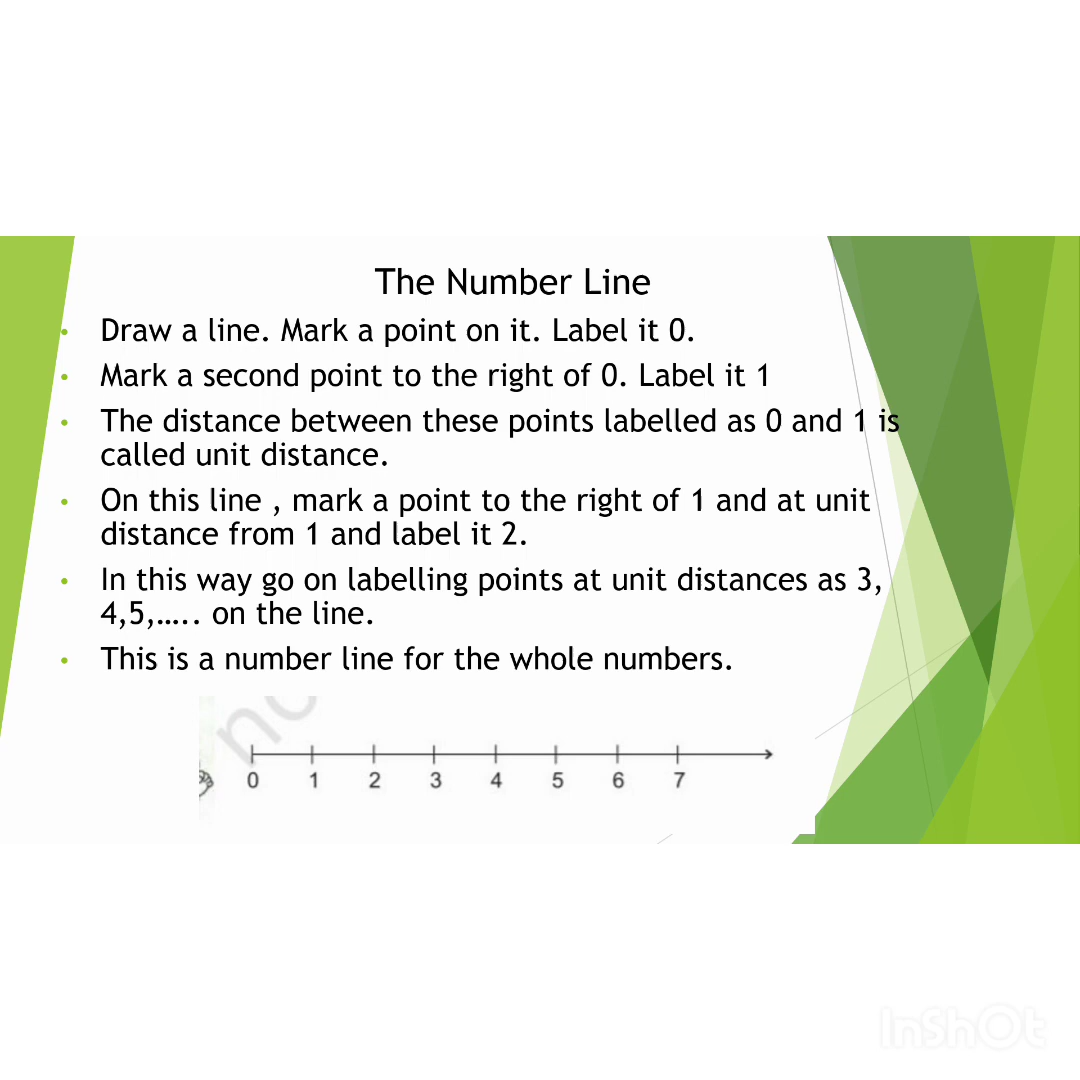 The Number Line
• Draw a line. Mark a point on it. Label it 0.
• Mark a second point to the right of 0. Label it 1
• The distance between these points labelled as 0 and 1 is
called unit distance.
• On this line , mark a point to the right of 1 and at unit
distance from 1 and label it 2.
• In this way go on labelling points at unit distances as 3,
4,5,….. on the line.
• This is a number line for the whole numbers.
nc
0 1 2 3 4 5 6 7
InShOt